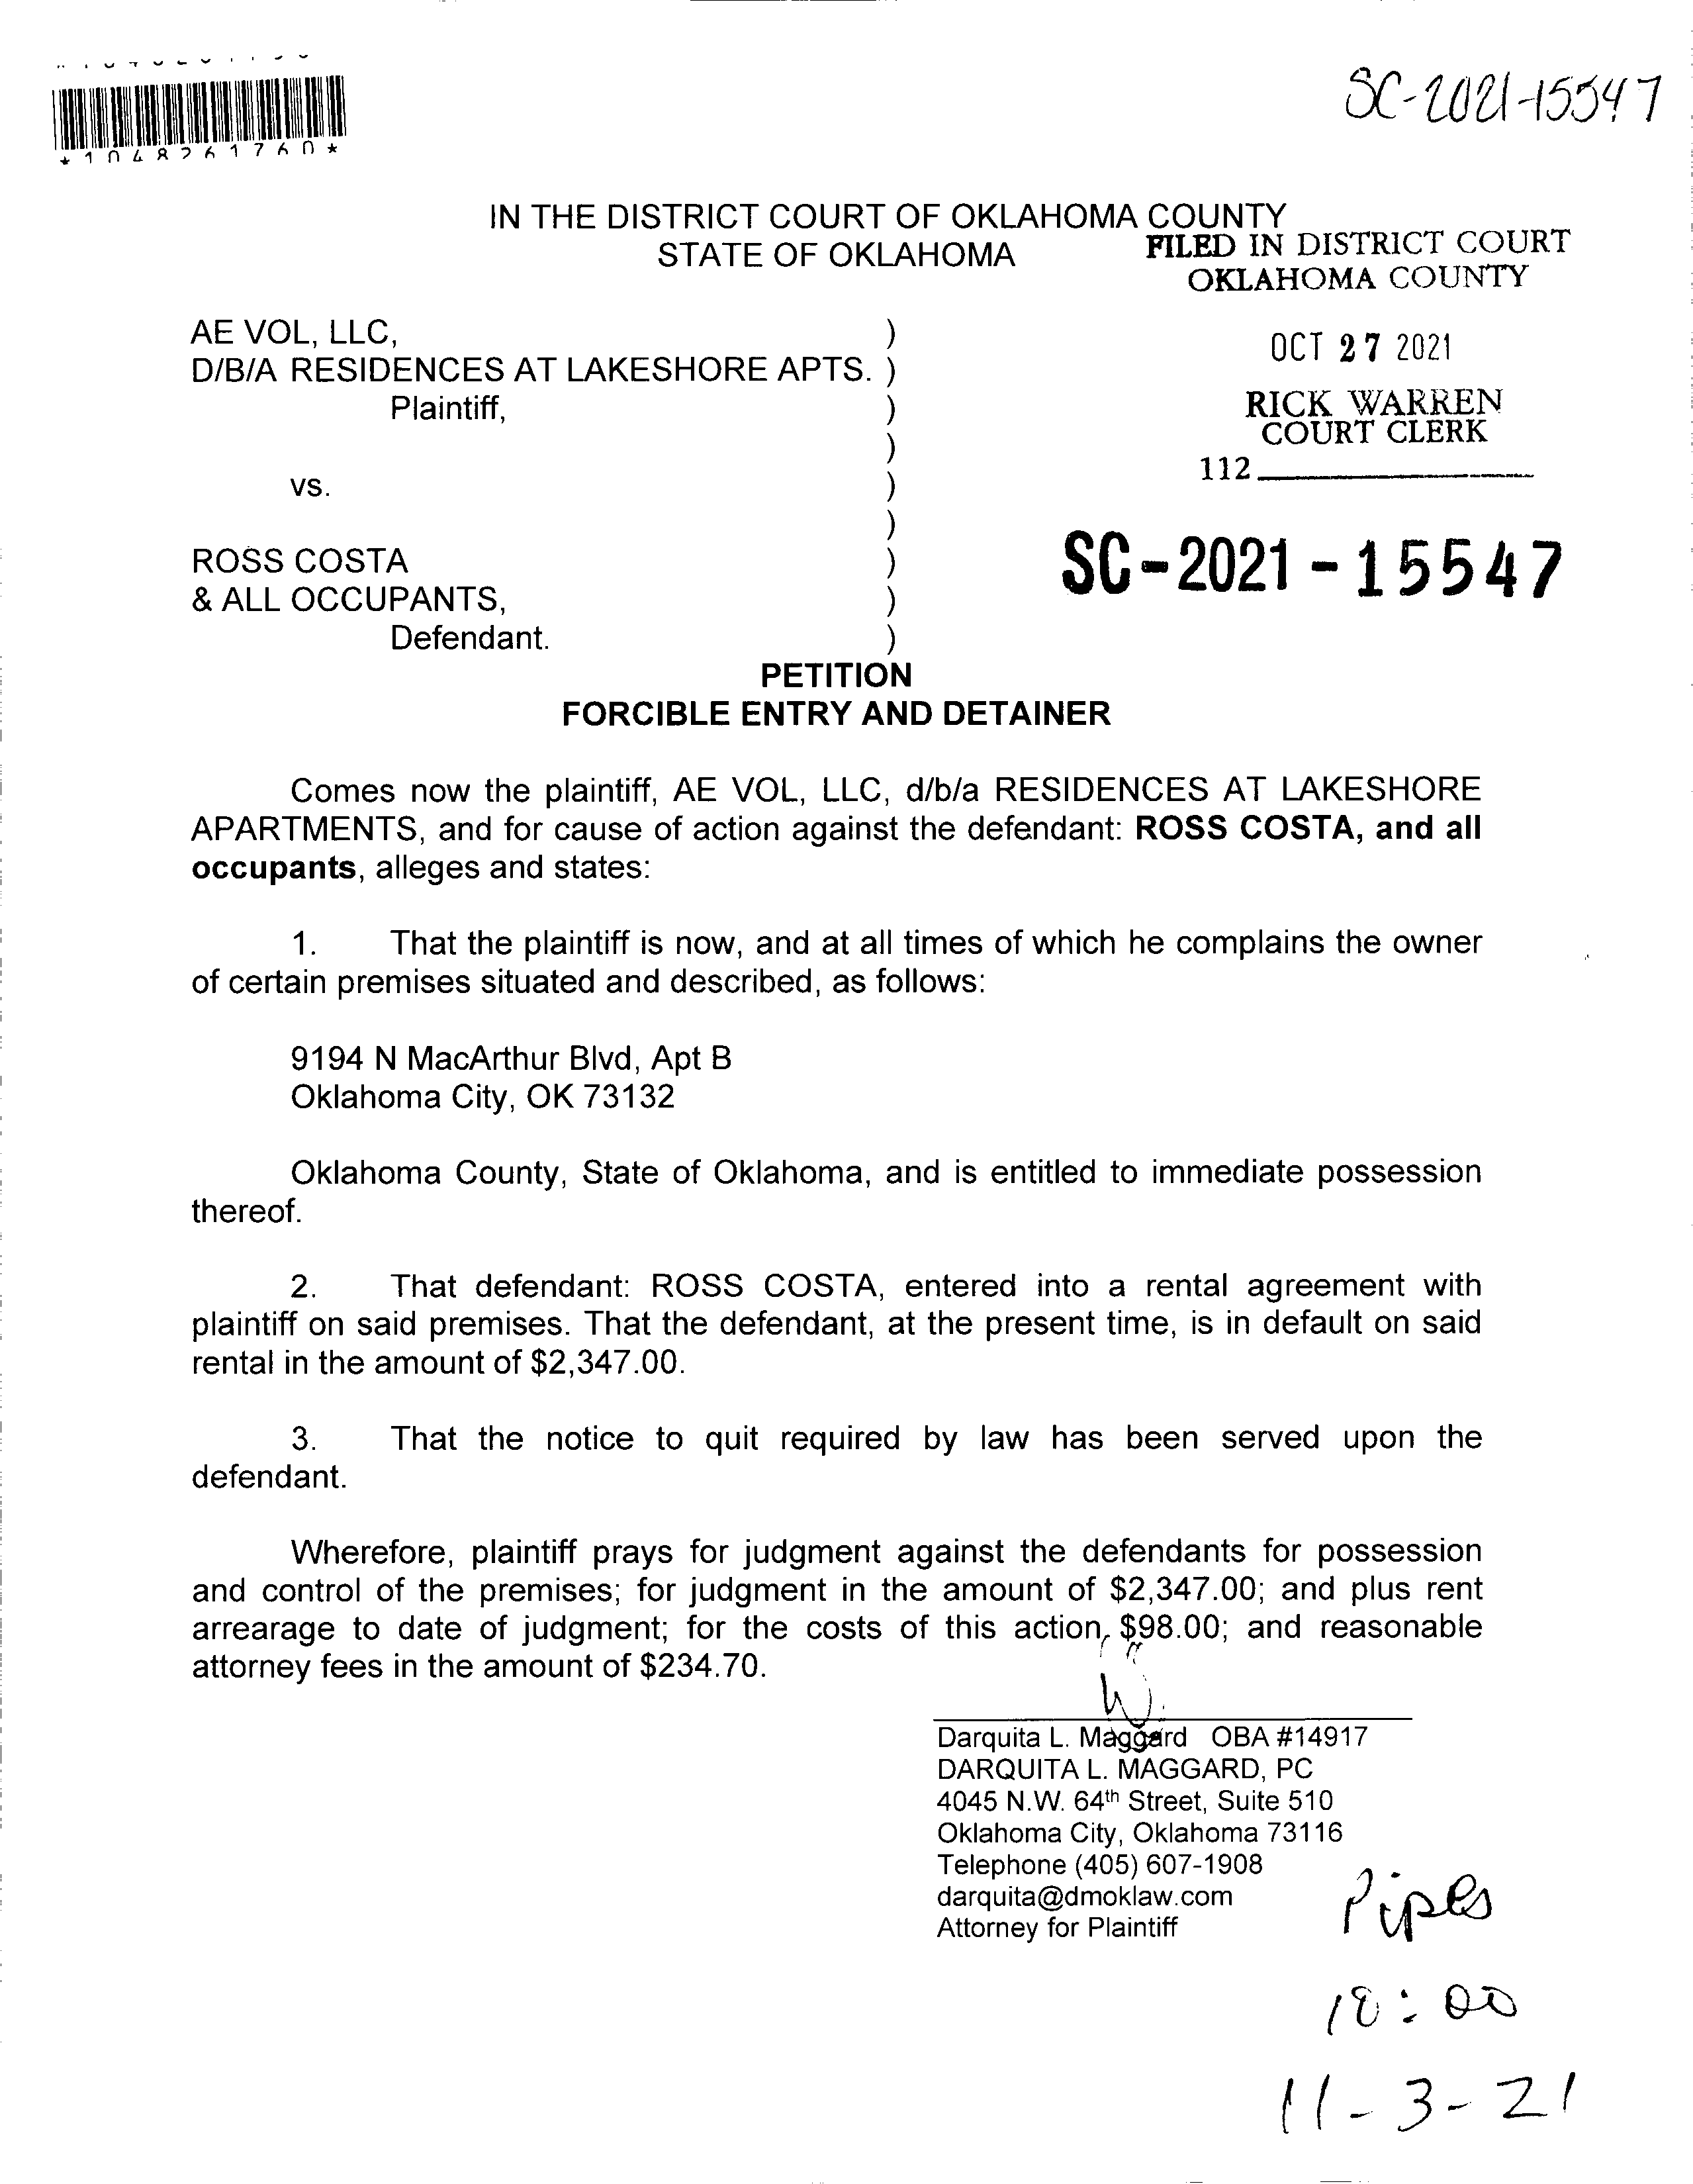 SC-2021-15547
*1048261760*
IN THE DISTRICT COURT OF OKLAHOMA COUNTY
STATE OF OKLAHOMA
FILED IN DISTRICT COURT
OKLAHOMA COUNTY
OCT 27 2021
RICK WARREN
COURT CLERK
112
SC-2021-15547
AE VOL, LLC, )
D/B/A RESIDENCES AT LAKESHORE APTS. )
Plaintiff, )
)
vs. )
)
ROSS COSTA )
& ALL OCCUPANTS, )
Defendant. )
PETITION
FORCIBLE ENTRY AND DETAINER
Comes now the plaintiff, AE VOL, LLC, d/b/a RESIDENCES AT LAKESHORE
APARTMENTS, and for cause of action against the defendant: ROSS COSTA, and all
occupants, alleges and states:
1. That the plaintiff is now, and at all times of which he complains the owner
of certain premises situated and described, as follows:
9194 N MacArthur Blvd, Apt B
Oklahoma City, OK 73132
Oklahoma County, State of Oklahoma, and is entitled to immediate possession
thereof.
2. That defendant: ROSS COSTA, entered into a rental agreement with
plaintiff on said premises. That the defendant, at the present time, is in default on said
rental in the amount of $2,347.00.
3. That the notice to quit required by law has been served upon the
defendant.
Wherefore, plaintiff prays for judgment against the defendants for possession
and control of the premises; for judgment in the amount of $2,347.00; and plus rent
arrearage to date of judgment; for the costs of this action, $98.00; and reasonable
attorney fees in the amount of $234.70.
Darquita L. Maggard OBA #14917
DARQUITA L. MAGGARD, PC
4045 N.W. 64th Street, Suite 510
Oklahoma City, Oklahoma 73116
Telephone (405) 607-1908
darquita@dmoklaw.com
Attorney for Plaintiff
Pipes
10:00
11-3-21